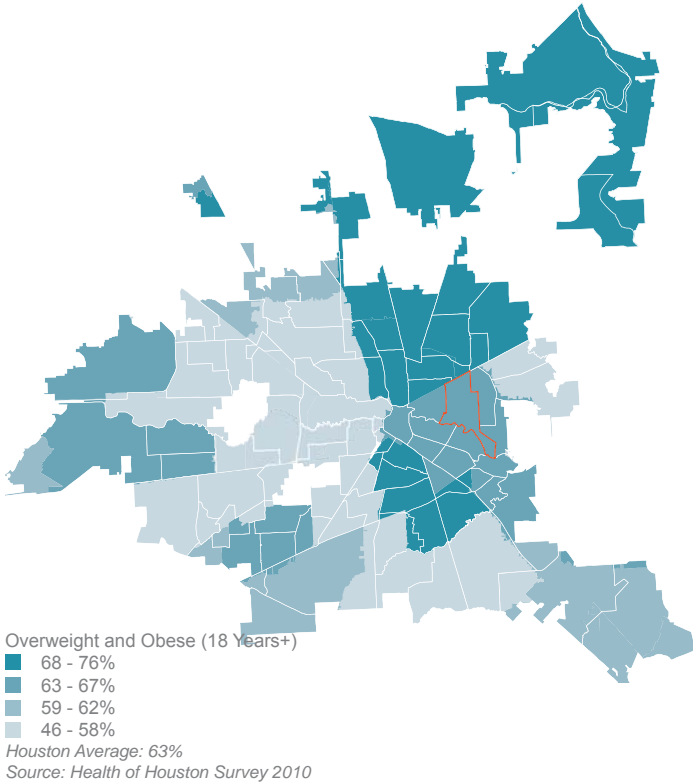 Overweight and Obese (18 Years+)
68 - 76%
63 - 67%
59 - 62%
46 - 58%
Houston Average: 63%
Source: Health of Houston Survey 2010